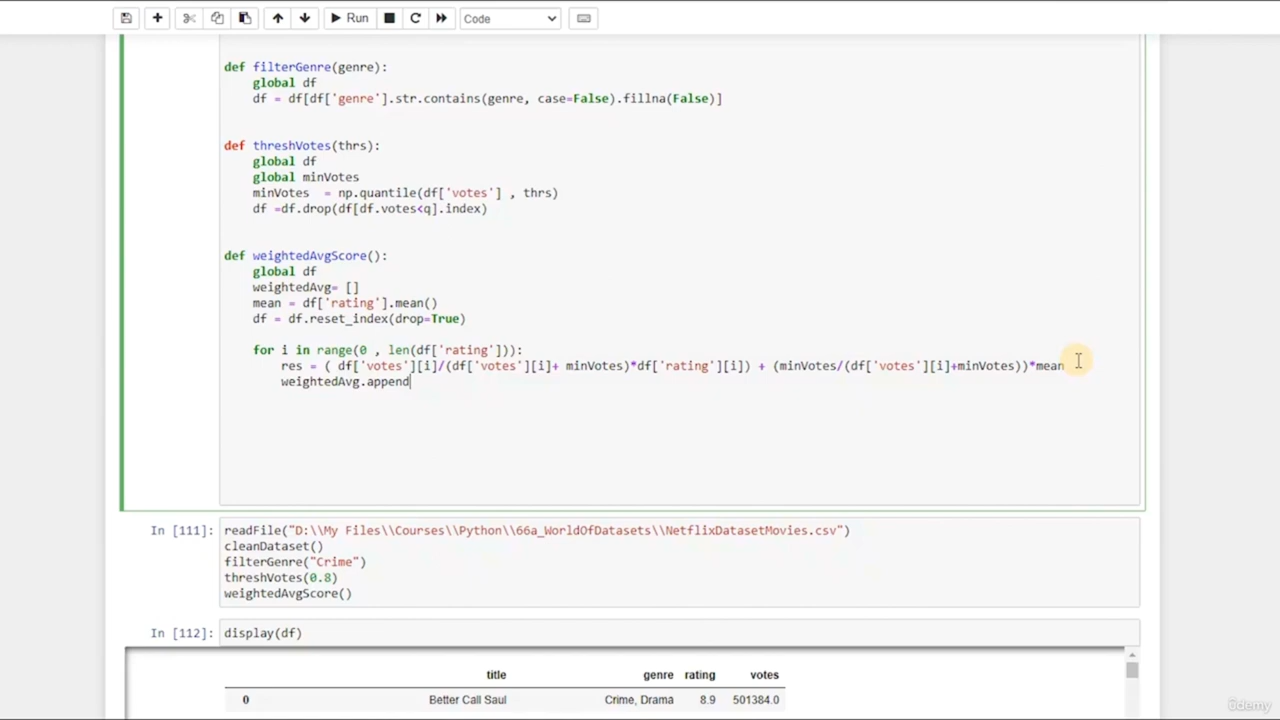 Run
Code
def filterGenre(genre):
global df
df = df[df['genre'].str.contains(genre, case=False).fillna(False)]
def threshVotes(thrs):
global df
global minVotes
minVotes  = np.quantile(df['votes'] , thrs)
df =df.drop(df[df.votes<q].index)
def weightedAvgScore():
global df
weightedAvg= []
mean = df['rating'].mean()
df = df.reset_index(drop=True)
for i in range(0 , len(df['rating'])):
res = ( df['votes'][i]/(df['votes'][i]+ minVotes)*df['rating'][i]) + (minVotes/(df['votes'][i]+minVotes))*mean
weightedAvg.append
In [111]: readFile("D:\\My Files\\Courses\\Python\\66a_WorldOfDatasets\\NetflixDatasetMovies.csv")
cleanDataset()
filterGenre("Crime")
threshVotes(0.8)
weightedAvgScore()
In [112]: display(df)
title genre rating votes
0 Better Call Saul Crime, Drama 8.9 501384.0
ûdemy